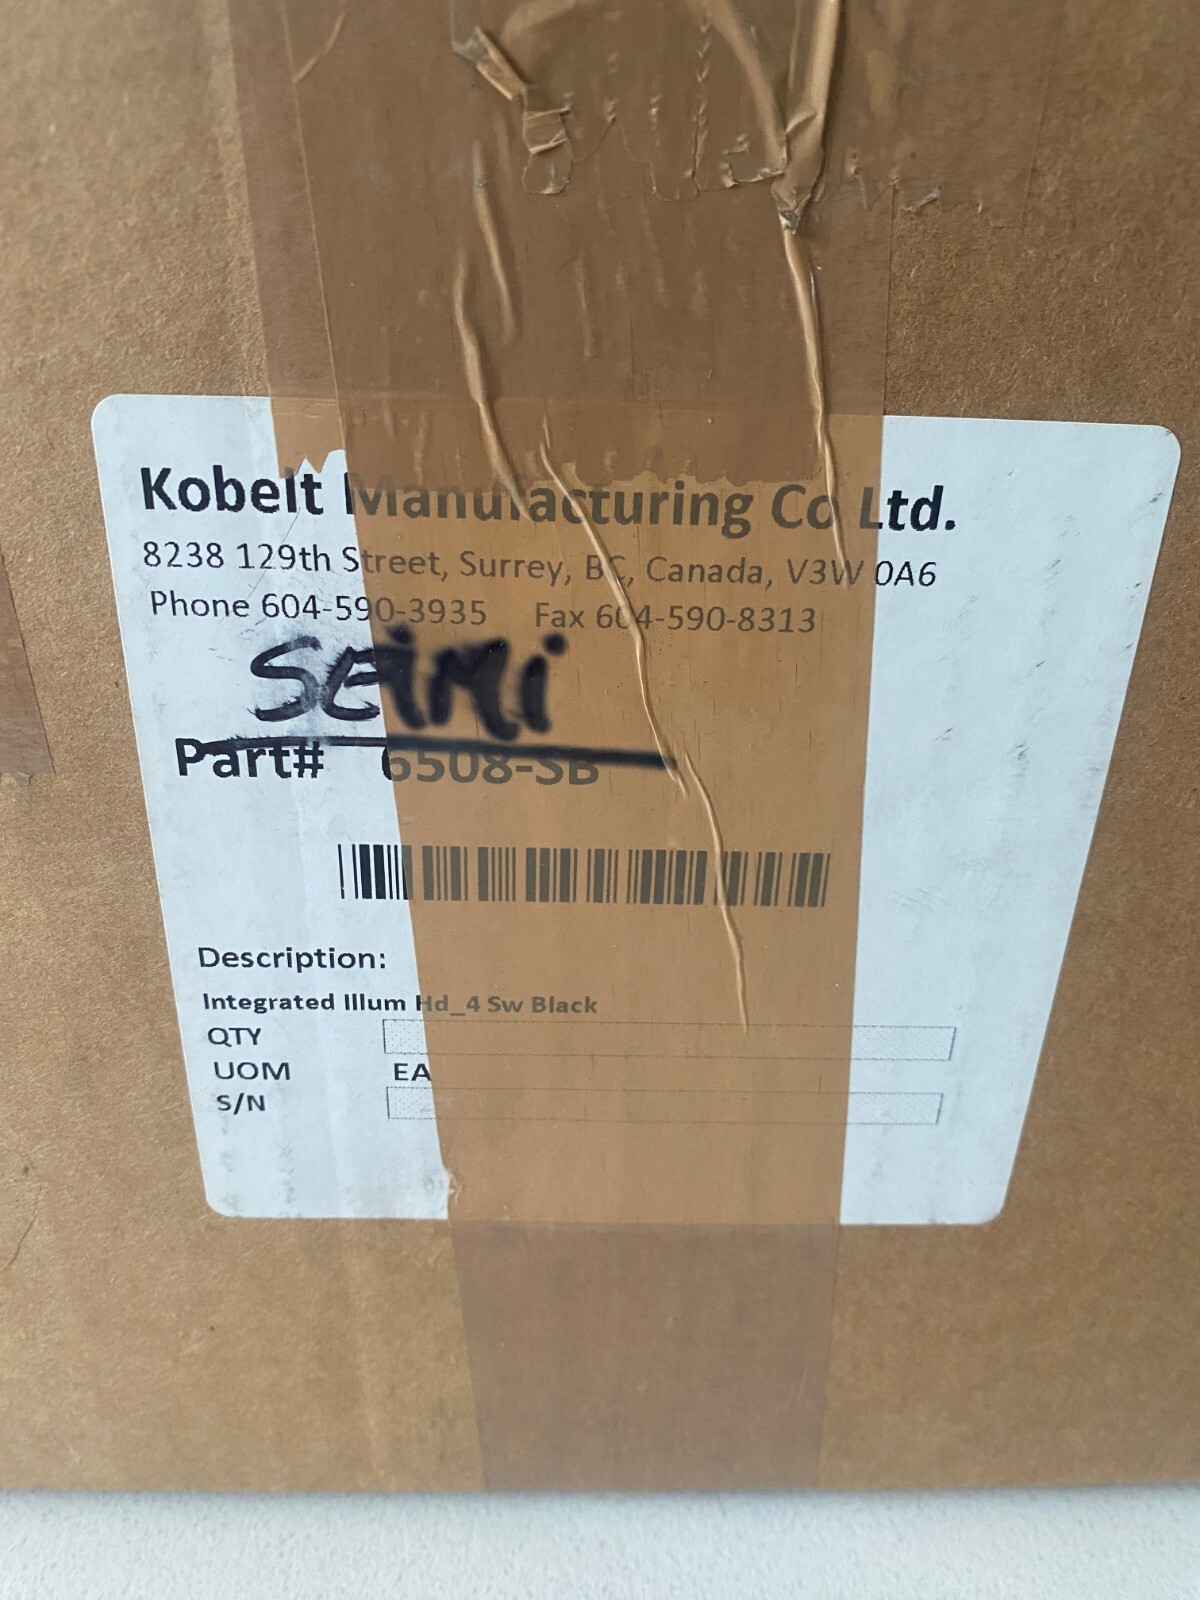 Kobelt Manufacturing Co Ltd.
8238 129th Street, Surrey, BC, Canada, V3W 0A6
Phone 604-590-3935 Fax 604-590-8313
SEiMi
Part# 6508-SB
Description:
Integrated Illum Hd_4 Sw Black
QTY
UOM EA
S/N